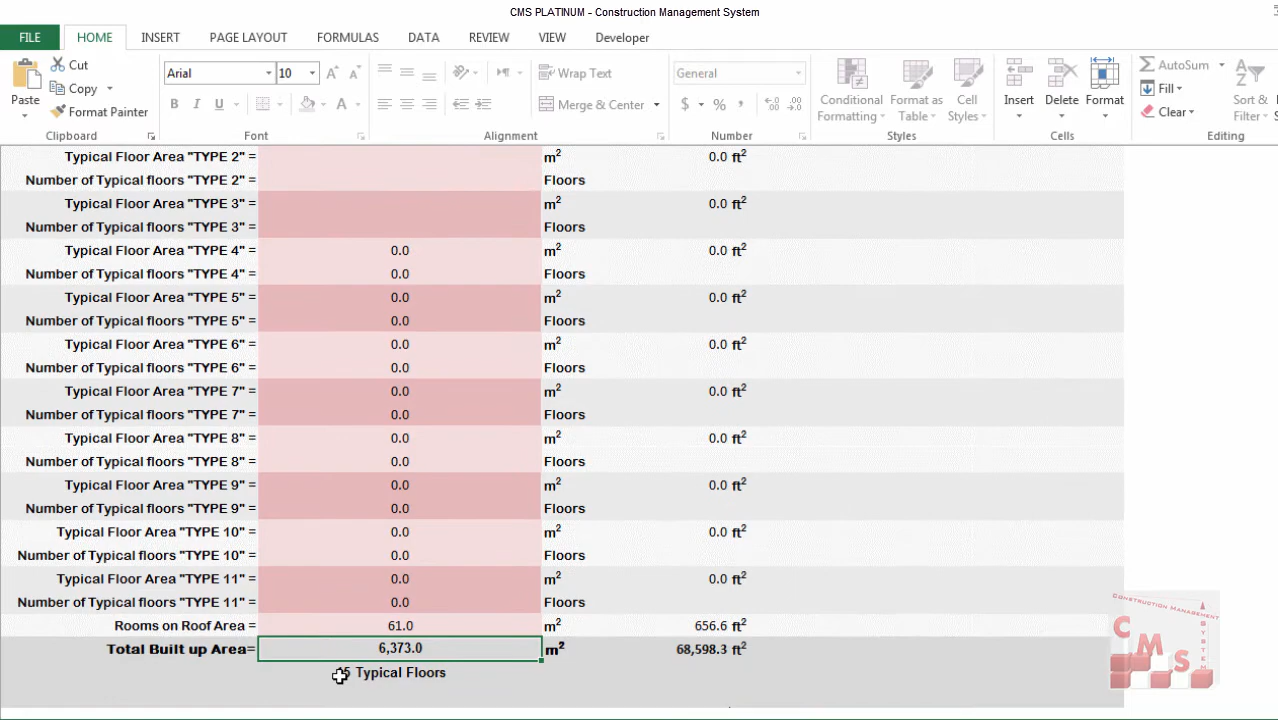 CMS PLATINUM - Construction Management System
FILE HOME INSERT PAGE LAYOUT FORMULAS DATA REVIEW VIEW Developer
Cut
Copy
Format Painter
Paste
Clipboard
Arial 10 A A
B I U A
Font
Wrap Text
Merge & Center
Alignment
General
$ % ,
Number
Conditional Formatting
Format as Table
Cell Styles
Styles
Insert Delete Format
Cells
AutoSum
Fill
Clear
Sort & Filter
Editing
Typical Floor Area "TYPE 2" = m² 0.0 ft²
Number of Typical floors "TYPE 2" = Floors
Typical Floor Area "TYPE 3" = m² 0.0 ft²
Number of Typical floors "TYPE 3" = Floors
Typical Floor Area "TYPE 4" = 0.0 m² 0.0 ft²
Number of Typical floors "TYPE 4" = 0.0 Floors
Typical Floor Area "TYPE 5" = 0.0 m² 0.0 ft²
Number of Typical floors "TYPE 5" = 0.0 Floors
Typical Floor Area "TYPE 6" = 0.0 m² 0.0 ft²
Number of Typical floors "TYPE 6" = 0.0 Floors
Typical Floor Area "TYPE 7" = 0.0 m² 0.0 ft²
Number of Typical floors "TYPE 7" = 0.0 Floors
Typical Floor Area "TYPE 8" = 0.0 m² 0.0 ft²
Number of Typical floors "TYPE 8" = 0.0 Floors
Typical Floor Area "TYPE 9" = 0.0 m² 0.0 ft²
Number of Typical floors "TYPE 9" = 0.0 Floors
Typical Floor Area "TYPE 10" = 0.0 m² 0.0 ft²
Number of Typical floors "TYPE 10" = 0.0 Floors
Typical Floor Area "TYPE 11" = 0.0 m² 0.0 ft²
Number of Typical floors "TYPE 11" = 0.0 Floors
Rooms on Roof Area = 61.0 m² 656.6 ft²
Total Built up Area= 6,373.0 m² 68,598.3 ft²
Typical Floors
CONSTRUCTION MANAGEMENT
SYSTEM
CMS